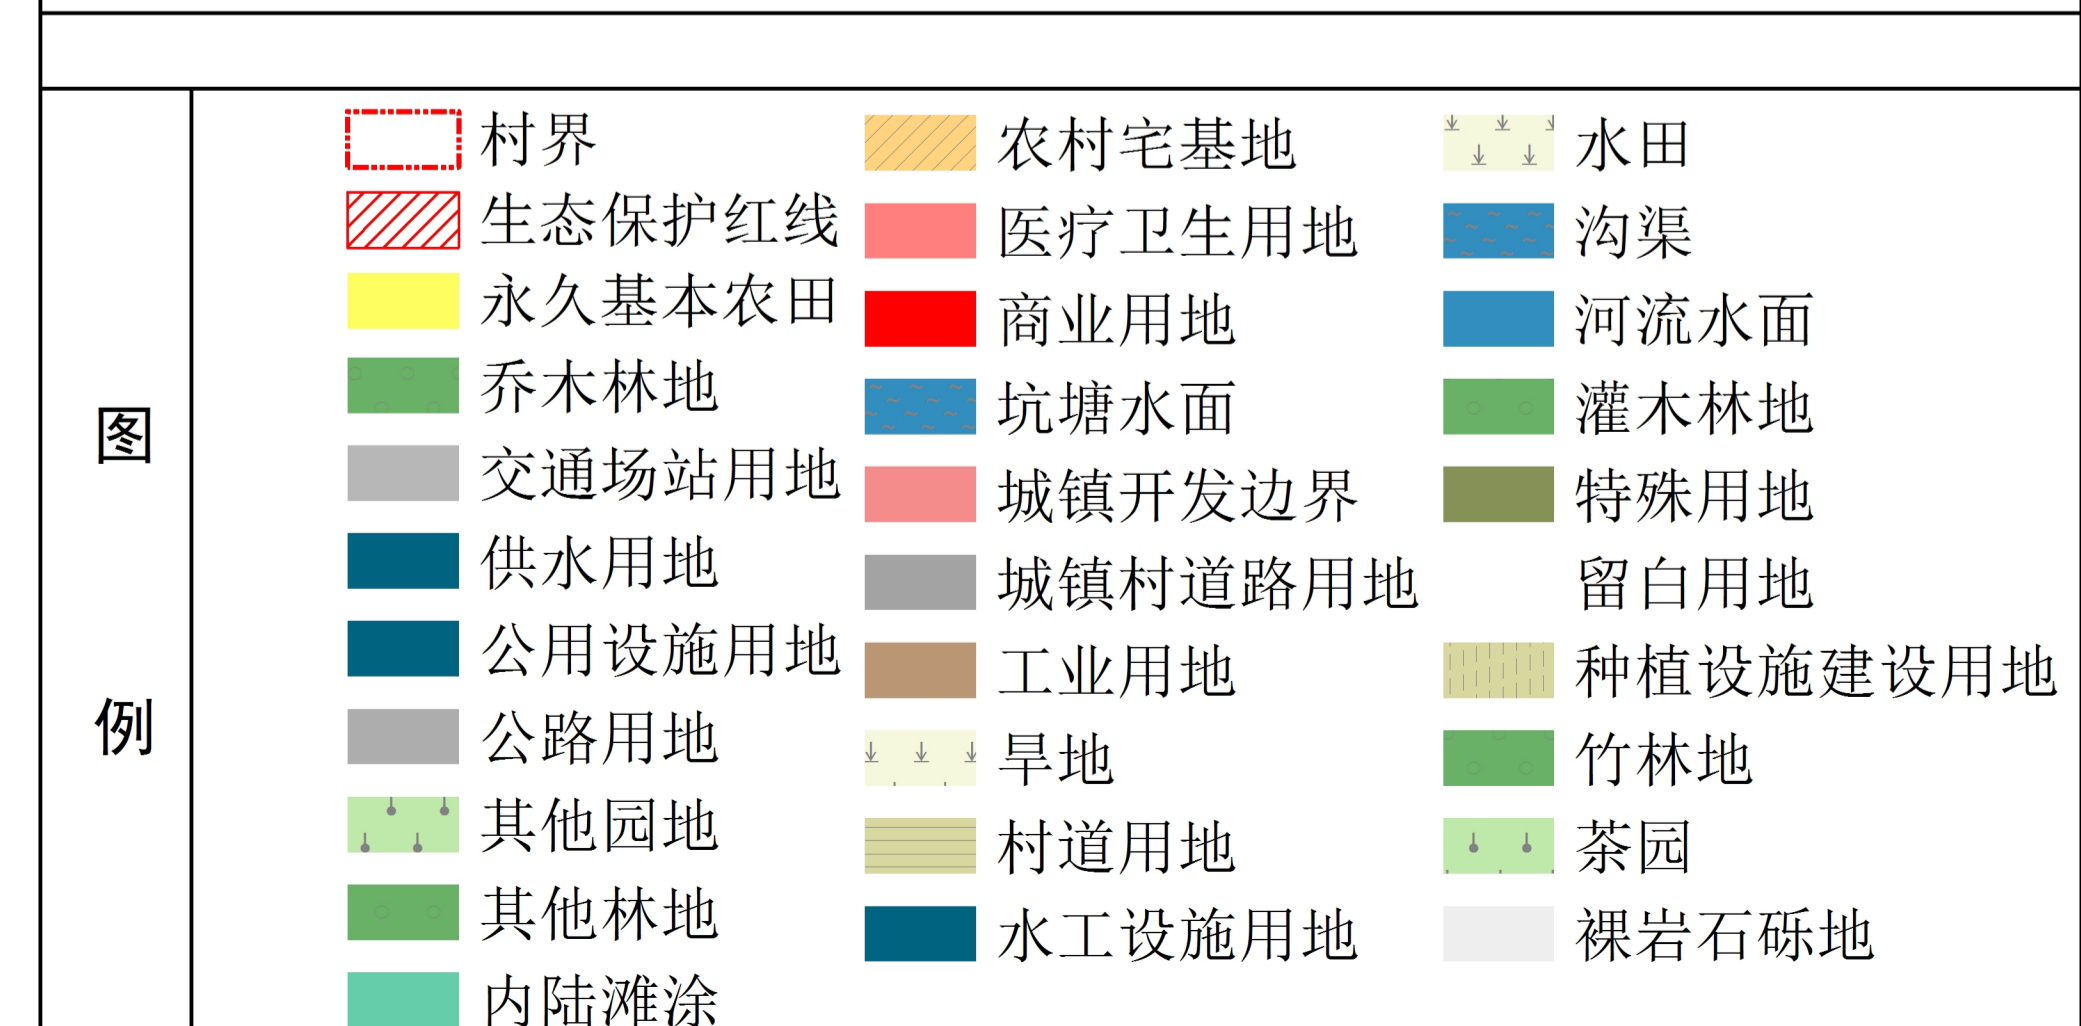 图例
村界
生态保护红线
永久基本农田
乔木林地
交通场站用地
供水用地
公用设施用地
公路用地
其他园地
其他林地
内陆滩涂
农村宅基地
医疗卫生用地
商业用地
坑塘水面
城镇开发边界
城镇村道路用地
工业用地
旱地
村道用地
水工设施用地
水田
沟渠
河流水面
灌木林地
特殊用地
留白用地
种植设施建设用地
竹林地
茶园
裸岩石砾地